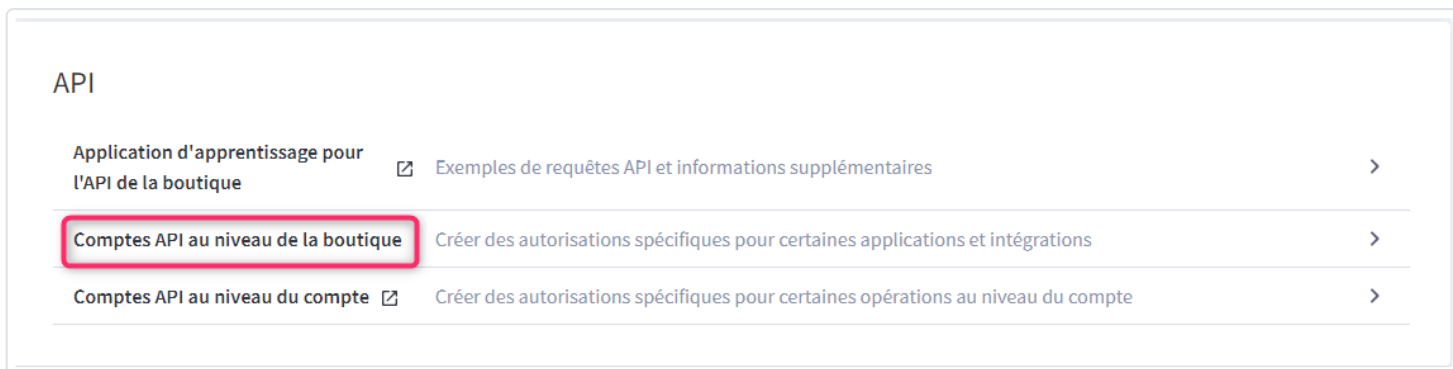 API
Application d'apprentissage pour
l'API de la boutique
Exemples de requêtes API et informations supplémentaires
Comptes API au niveau de la boutique
Créer des autorisations spécifiques pour certaines applications et intégrations
Comptes API au niveau du compte
Créer des autorisations spécifiques pour certaines opérations au niveau du compte